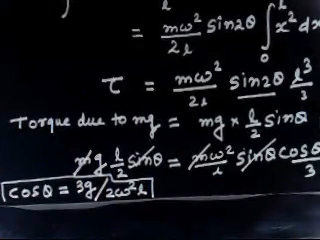 l
= mω²/2l sin2θ ∫₀ˡ x² dx
τ = mω²/2l sin2θ l³/3
Torque due to mg = mg × l/2 sinθ
mg l/2 sinθ = mω²/l sinθ cosθ/3
cosθ = 3g/2ω²l